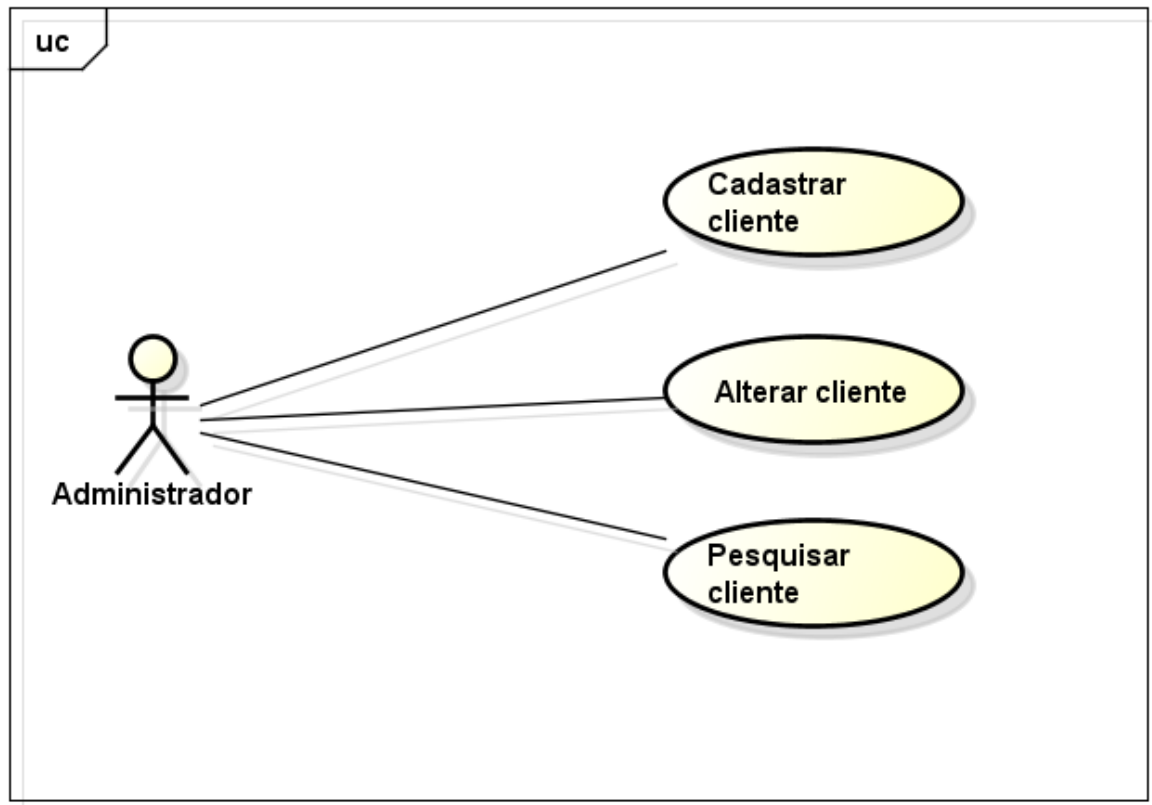 uc
Cadastrar
cliente
Alterar cliente
Administrador
Pesquisar
cliente